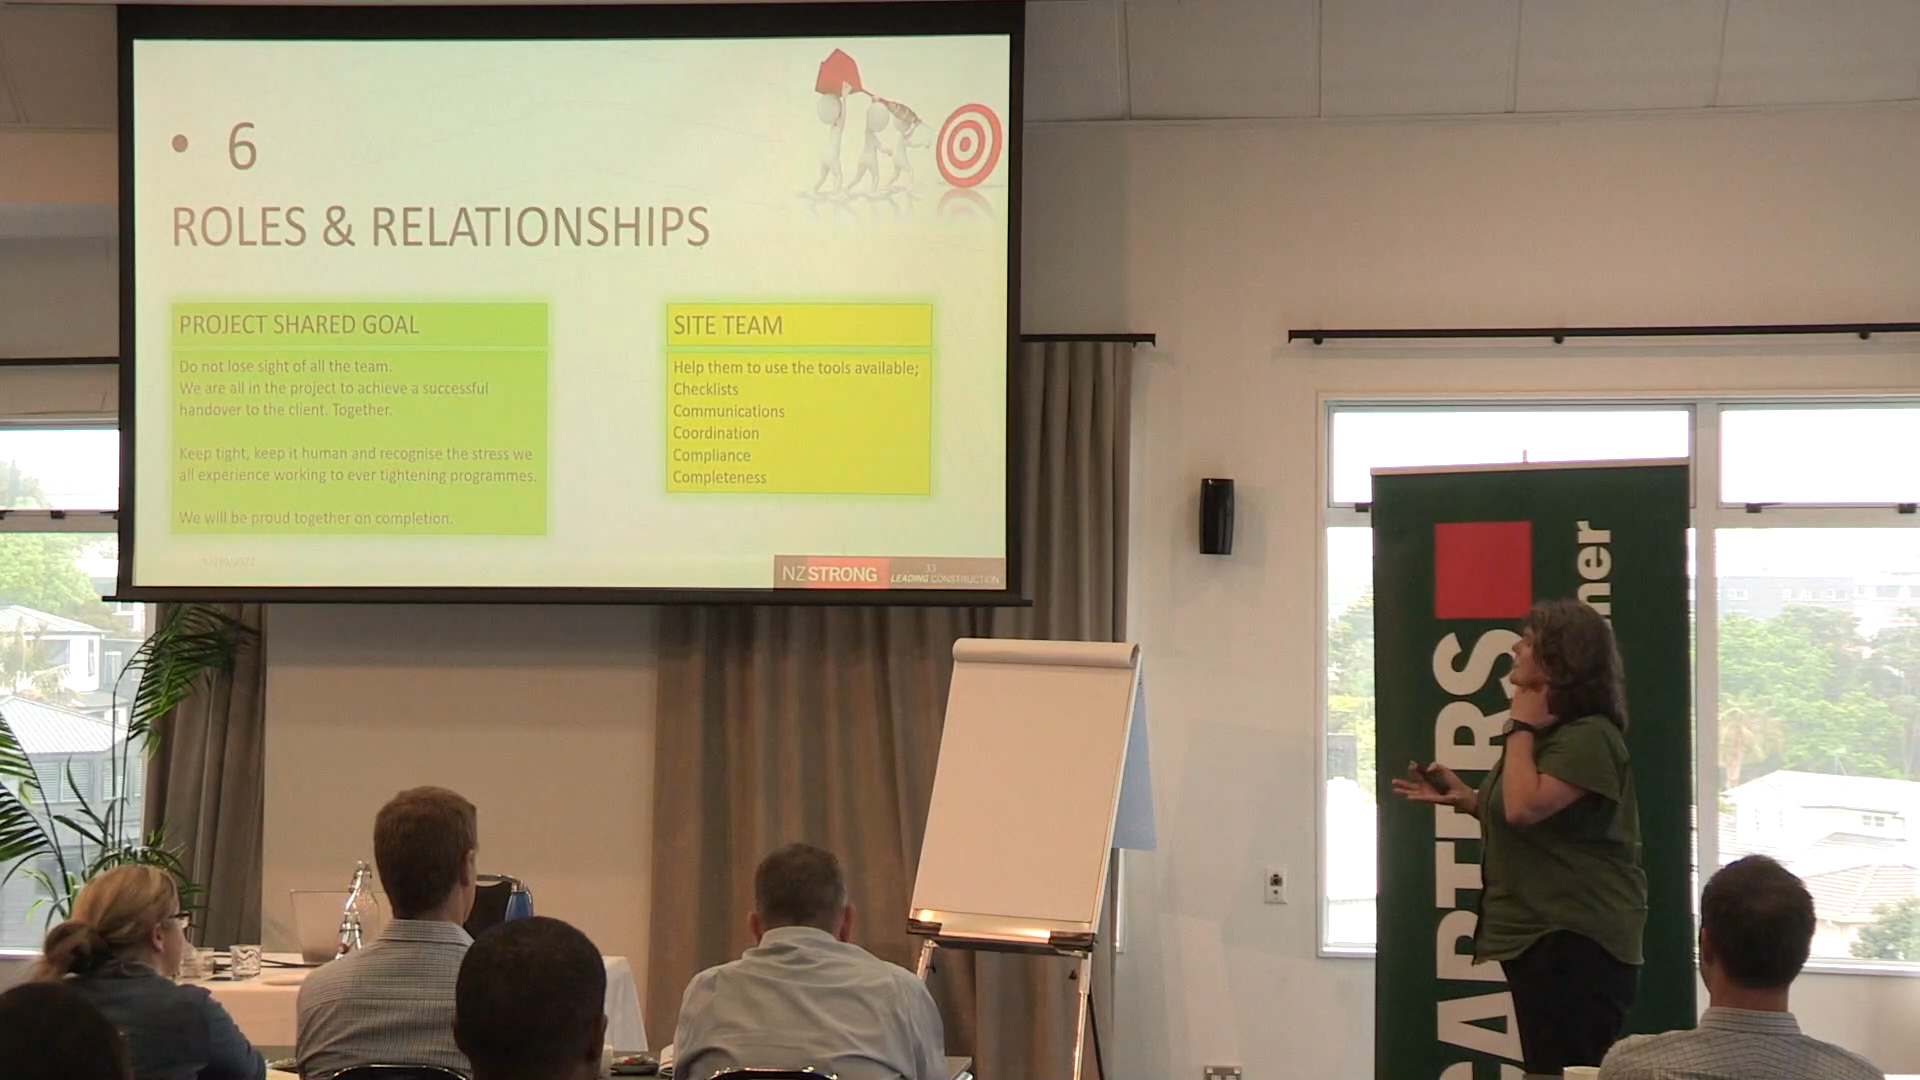 • 6
ROLES & RELATIONSHIPS
PROJECT SHARED GOAL
Do not lose sight of all the team.
We are all in the project to achieve a successful
handover to the client. Together.
Keep tight, keep it human and recognise the stress we
all experience working to ever tightening programmes.
We will be proud together on completion.
SITE TEAM
Help them to use the tools available;
Checklists
Communications
Coordination
Compliance
Completeness
NZSTRONG
33
LEADING CONSTRUCTION
CARTERS